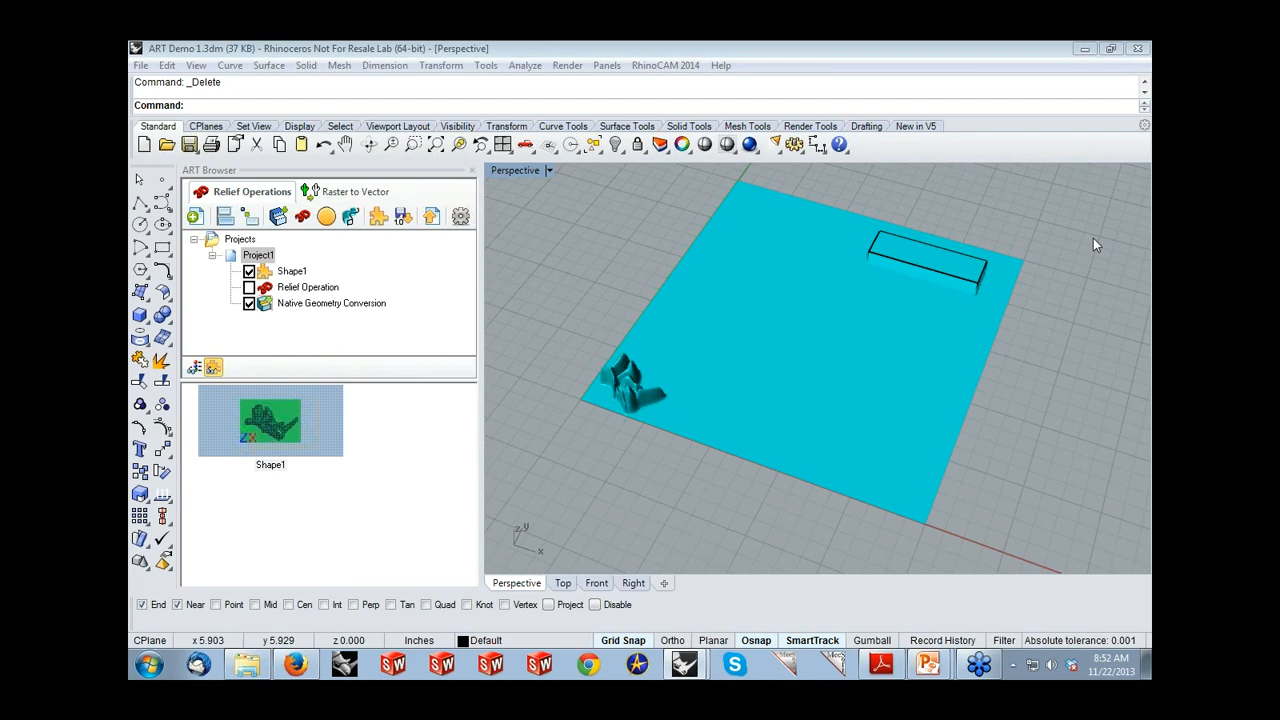 ART Demo 1.3dm (37 KB) - Rhinoceros Not For Resale Lab (64-bit) - [Perspective]
File Edit View Curve Surface Solid Mesh Dimension Transform Tools Analyze Render Panels RhinoCAM 2014 Help
Command: _Delete
Command:
Standard CPlanes Set View Display Select Viewport Layout Visibility Transform Curve Tools Surface Tools Solid Tools Mesh Tools Render Tools Drafting New in V5
ART Browser
Perspective
Relief Operations Raster to Vector
Projects
Project1
Shape1
Relief Operation
Native Geometry Conversion
Z X
Shape1
z y
x
Perspective Top Front Right
End Near Point Mid Cen Int Perp Tan Quad Knot Vertex Project Disable
CPlane x 5.903 y 5.929 z 0.000 Inches Default Grid Snap Ortho Planar Osnap SmartTrack Gumball Record History Filter Absolute tolerance: 0.001
8:52 AM
11/22/2013